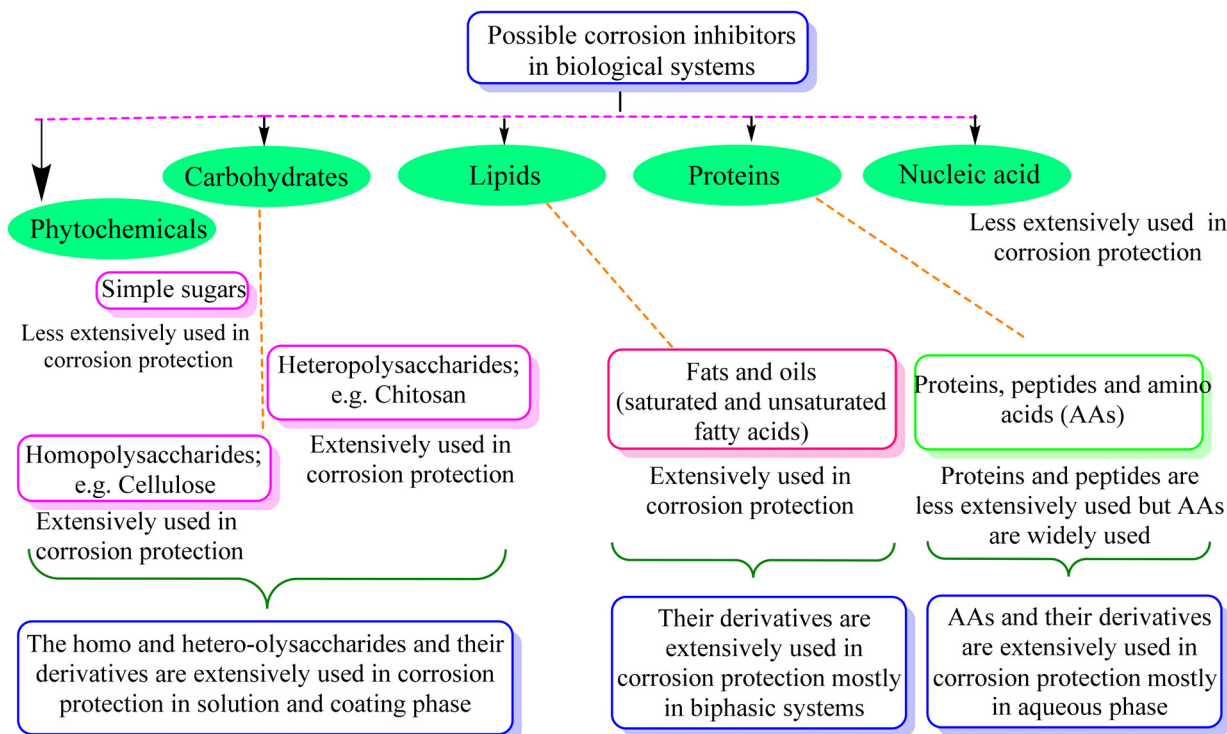 Possible corrosion inhibitors
in biological systems
Carbohydrates
Lipids
Proteins
Nucleic acid
Phytochemicals
Less extensively used in
corrosion protection
Simple sugars
Less extensively used in
corrosion protection
Heteropolysaccharides;
e.g. Chitosan
Extensively used in
corrosion protection
Homopolysaccharides;
e.g. Cellulose
Extensively used in
corrosion protection
Fats and oils
(saturated and unsaturated
fatty acids)
Extensively used in
corrosion protection
Proteins, peptides and amino
acids (AAs)
Proteins and peptides are
less extensively used but AAs
are widely used
The homo and hetero-olysaccharides and their
derivatives are extensively used in corrosion
protection in solution and coating phase
Their derivatives are
extensively used in
corrosion protection mostly
in biphasic systems
AAs and their derivatives
are extensively used in
corrosion protection mostly
in aqueous phase